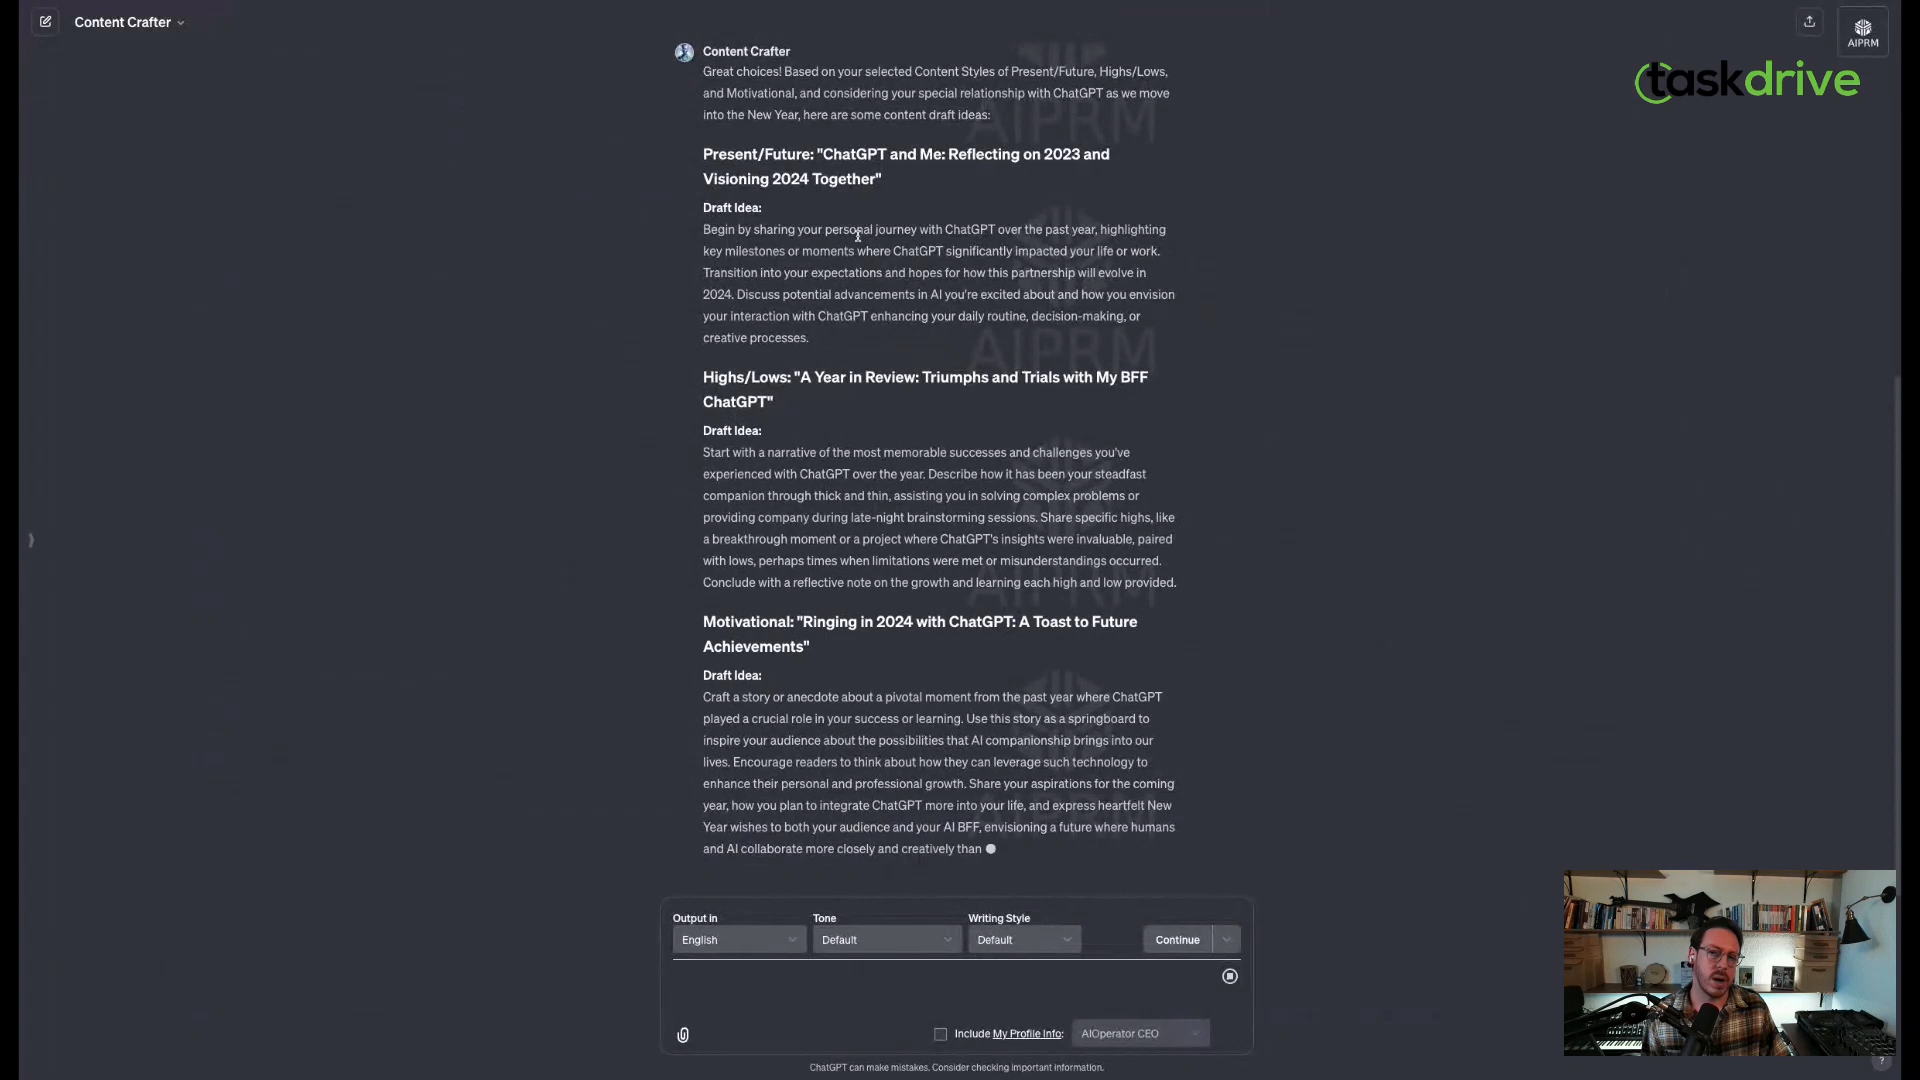 Content Crafter
AIPRM
taskdrive
Content Crafter
Great choices! Based on your selected Content Styles of Present/Future, Highs/Lows,
and Motivational, and considering your special relationship with ChatGPT as we move
into the New Year, here are some content draft ideas:
Present/Future: "ChatGPT and Me: Reflecting on 2023 and
Visioning 2024 Together"
Draft Idea:
Begin by sharing your personal journey with ChatGPT over the past year, highlighting
key milestones or moments where ChatGPT significantly impacted your life or work.
Transition into your expectations and hopes for how this partnership will evolve in
2024. Discuss potential advancements in AI you're excited about and how you envision
your interaction with ChatGPT enhancing your daily routine, decision-making, or
creative processes.
Highs/Lows: "A Year in Review: Triumphs and Trials with My BFF
ChatGPT"
Draft Idea:
Start with a narrative of the most memorable successes and challenges you've
experienced with ChatGPT over the year. Describe how it has been your steadfast
companion through thick and thin, assisting you in solving complex problems or
providing company during late-night brainstorming sessions. Share specific highs, like
a breakthrough moment or a project where ChatGPT's insights were invaluable, paired
with lows, perhaps times when limitations were met or misunderstandings occurred.
Conclude with a reflective note on the growth and learning each high and low provided.
Motivational: "Ringing in 2024 with ChatGPT: A Toast to Future
Achievements"
Draft Idea:
Craft a story or anecdote about a pivotal moment from the past year where ChatGPT
played a crucial role in your success or learning. Use this story as a springboard to
inspire your audience about the possibilities that AI companionship brings into our
lives. Encourage readers to think about how they can leverage such technology to
enhance their personal and professional growth. Share your aspirations for the coming
year, how you plan to integrate ChatGPT more into your life, and express heartfelt New
Year wishes to both your audience and your AI BFF, envisioning a future where humans
and AI collaborate more closely and creatively than
AIPRM
AIPRM
AIPRM
AIPRM
Output in Tone Writing Style
English Default Default Continue
Include My Profile Info: AIOperator CEO
ChatGPT can make mistakes. Consider checking important information.
?